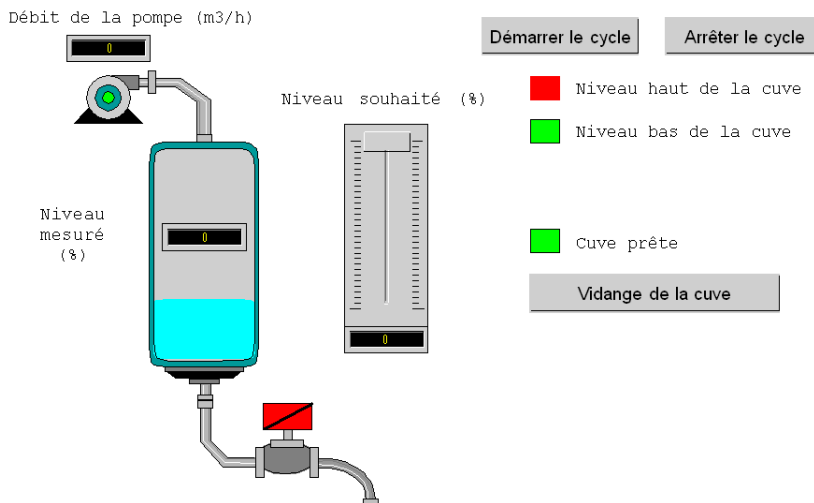 Débit de la pompe (m3/h)
0
Démarrer le cycle
Arrêter le cycle
Niveau souhaité (%)
Niveau haut de la cuve
Niveau bas de la cuve
Niveau
mesuré
(%)
0
Cuve prête
Vidange de la cuve
0